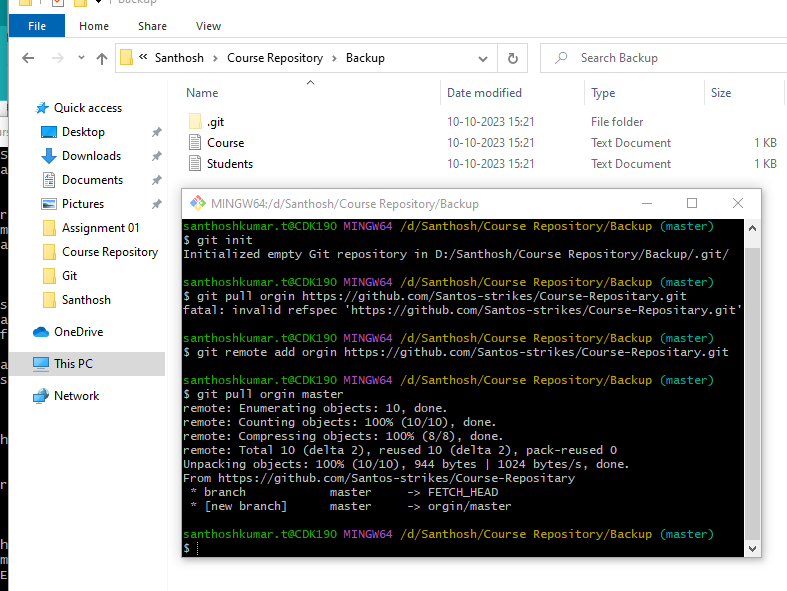 Backup
File Home Share View
« Santhosh > Course Repository > Backup
Search Backup
Name Date modified Type Size
.git 10-10-2023 15:21 File folder
Course 10-10-2023 15:21 Text Document 1 KB
Students 10-10-2023 15:21 Text Document 1 KB
Quick access
Desktop
Downloads
Documents
Pictures
Assignment 01
Course Repository
Git
Santhosh
OneDrive
This PC
Network
MINGW64:/d/Santhosh/Course Repository/Backup
santhoshkumar.t@CDK190 MINGW64 /d/Santhosh/Course Repository/Backup (master)
$ git init
Initialized empty Git repository in D:/Santhosh/Course Repository/Backup/.git/
santhoshkumar.t@CDK190 MINGW64 /d/Santhosh/Course Repository/Backup (master)
$ git pull orgin https://github.com/Santos-strikes/Course-Repositary.git
fatal: invalid refspec 'https://github.com/Santos-strikes/Course-Repositary.git'
santhoshkumar.t@CDK190 MINGW64 /d/Santhosh/Course Repository/Backup (master)
$ git remote add orgin https://github.com/Santos-strikes/Course-Repositary.git
santhoshkumar.t@CDK190 MINGW64 /d/Santhosh/Course Repository/Backup (master)
$ git pull orgin master
remote: Enumerating objects: 10, done.
remote: Counting objects: 100% (10/10), done.
remote: Compressing objects: 100% (8/8), done.
remote: Total 10 (delta 2), reused 10 (delta 2), pack-reused 0
Unpacking objects: 100% (10/10), 944 bytes | 1024 bytes/s, done.
From https://github.com/Santos-strikes/Course-Repositary
* branch master -> FETCH_HEAD
* [new branch] master -> orgin/master
santhoshkumar.t@CDK190 MINGW64 /d/Santhosh/Course Repository/Backup (master)
$